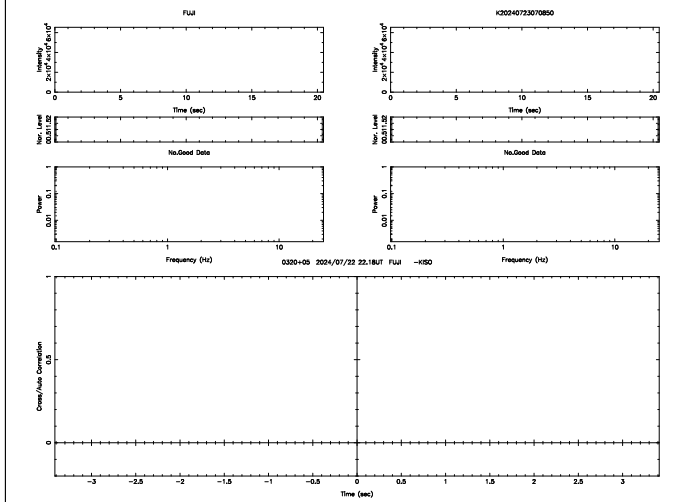 FUJI
K20240723070850
Intensity
2×10⁴ 4×10⁴ 6×10⁴
0 5 10 15 20
Time (sec)
Intensity
2×10⁴ 4×10⁴ 6×10⁴
0 5 10 15 20
Time (sec)
Nor. Level
00.511.52
Nor. Level
00.511.52
No.Good Data
No.Good Data
Power
0.01 0.1 1
0.1 1 10
Frequency (Hz)
Power
0.01 0.1 1
0.1 1 10
Frequency (Hz)
0320+05 2024/07/22 22.18UT FUJI -KISO
Cross/Auto Correlation
0 0.5 1
-3 -2.5 -2 -1.5 -1 -0.5 0 0.5 1 1.5 2 2.5 3
Time (sec)